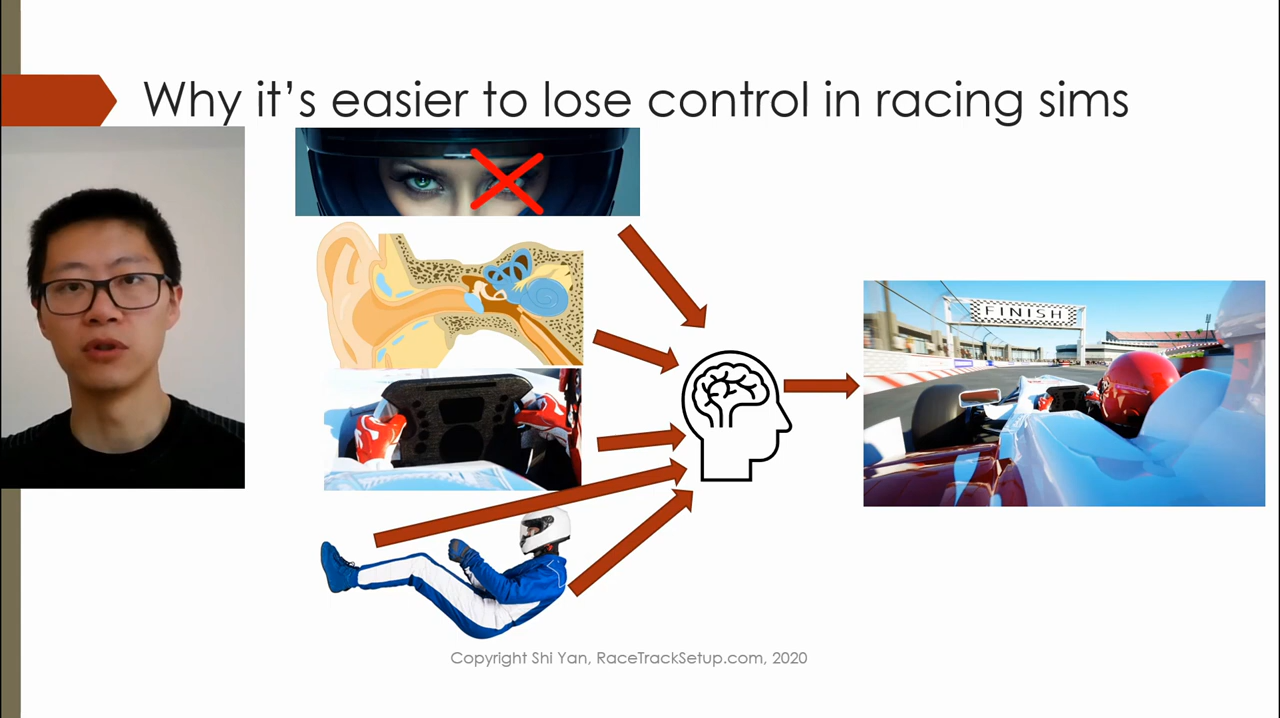 Why it's easier to lose control in racing sims
FINISH
Copyright Shi Yan, RaceTrackSetup.com, 2020